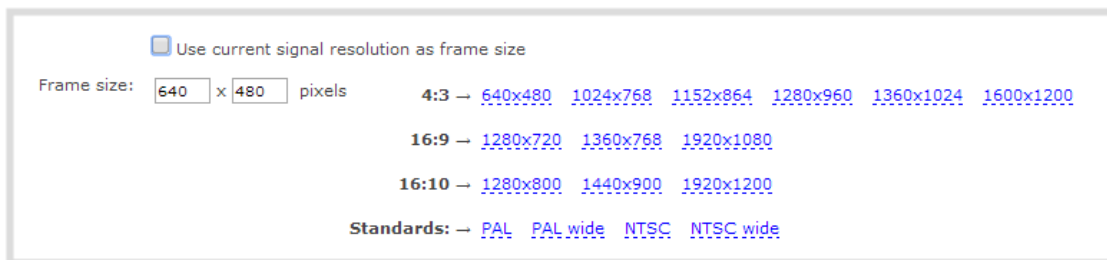 Use current signal resolution as frame size
Frame size: 640 x 480 pixels 4:3 → 640x480 1024x768 1152x864 1280x960 1360x1024 1600x1200
16:9 → 1280x720 1360x768 1920x1080
16:10 → 1280x800 1440x900 1920x1200
Standards: → PAL PAL wide NTSC NTSC wide